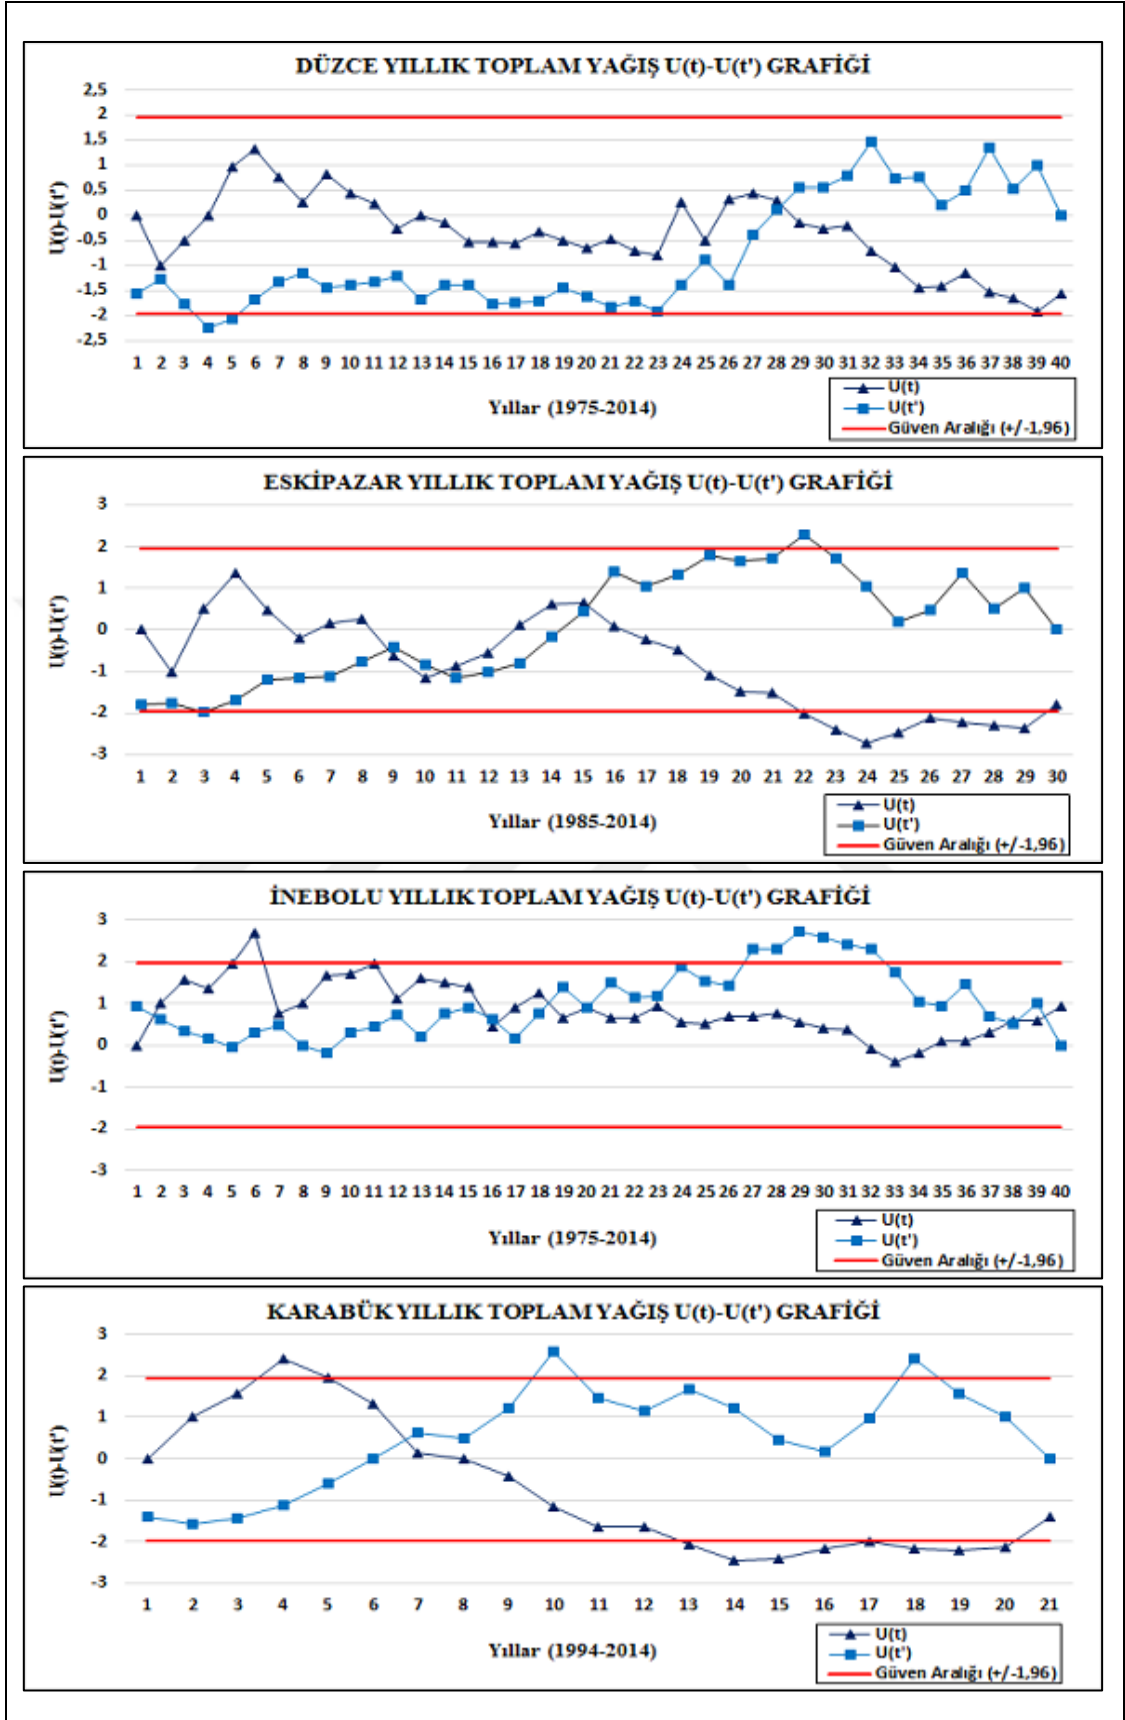 DÜZCE YILLIK TOPLAM YAĞIŞ U(t)-U(t') GRAFİĞİ
2,5
2
1,5
1
0,5
0
-0,5
-1
-1,5
-2
-2,5
U(t)-U(t')
1 2 3 4 5 6 7 8 9 10 11 12 13 14 15 16 17 18 19 20 21 22 23 24 25 26 27 28 29 30 31 32 33 34 35 36 37 38 39 40
Yıllar (1975-2014)
U(t)
U(t')
Güven Aralığı (+/-1,96)
ESKİPAZAR YILLIK TOPLAM YAĞIŞ U(t)-U(t') GRAFİĞİ
3
2
1
0
-1
-2
-3
U(t)-U(t')
1 2 3 4 5 6 7 8 9 10 11 12 13 14 15 16 17 18 19 20 21 22 23 24 25 26 27 28 29 30
Yıllar (1985-2014)
U(t)
U(t')
Güven Aralığı (+/-1,96)
İNEBOLU YILLIK TOPLAM YAĞIŞ U(t)-U(t') GRAFİĞİ
3
2
1
0
-1
-2
-3
U(t)-U(t')
1 2 3 4 5 6 7 8 9 10 11 12 13 14 15 16 17 18 19 20 21 22 23 24 25 26 27 28 29 30 31 32 33 34 35 36 37 38 39 40
Yıllar (1975-2014)
U(t)
U(t')
Güven Aralığı (+/-1,96)
KARABÜK YILLIK TOPLAM YAĞIŞ U(t)-U(t') GRAFİĞİ
3
2
1
0
-1
-2
-3
U(t)-U(t')
1 2 3 4 5 6 7 8 9 10 11 12 13 14 15 16 17 18 19 20 21
Yıllar (1994-2014)
U(t)
U(t')
Güven Aralığı (+/-1,96)